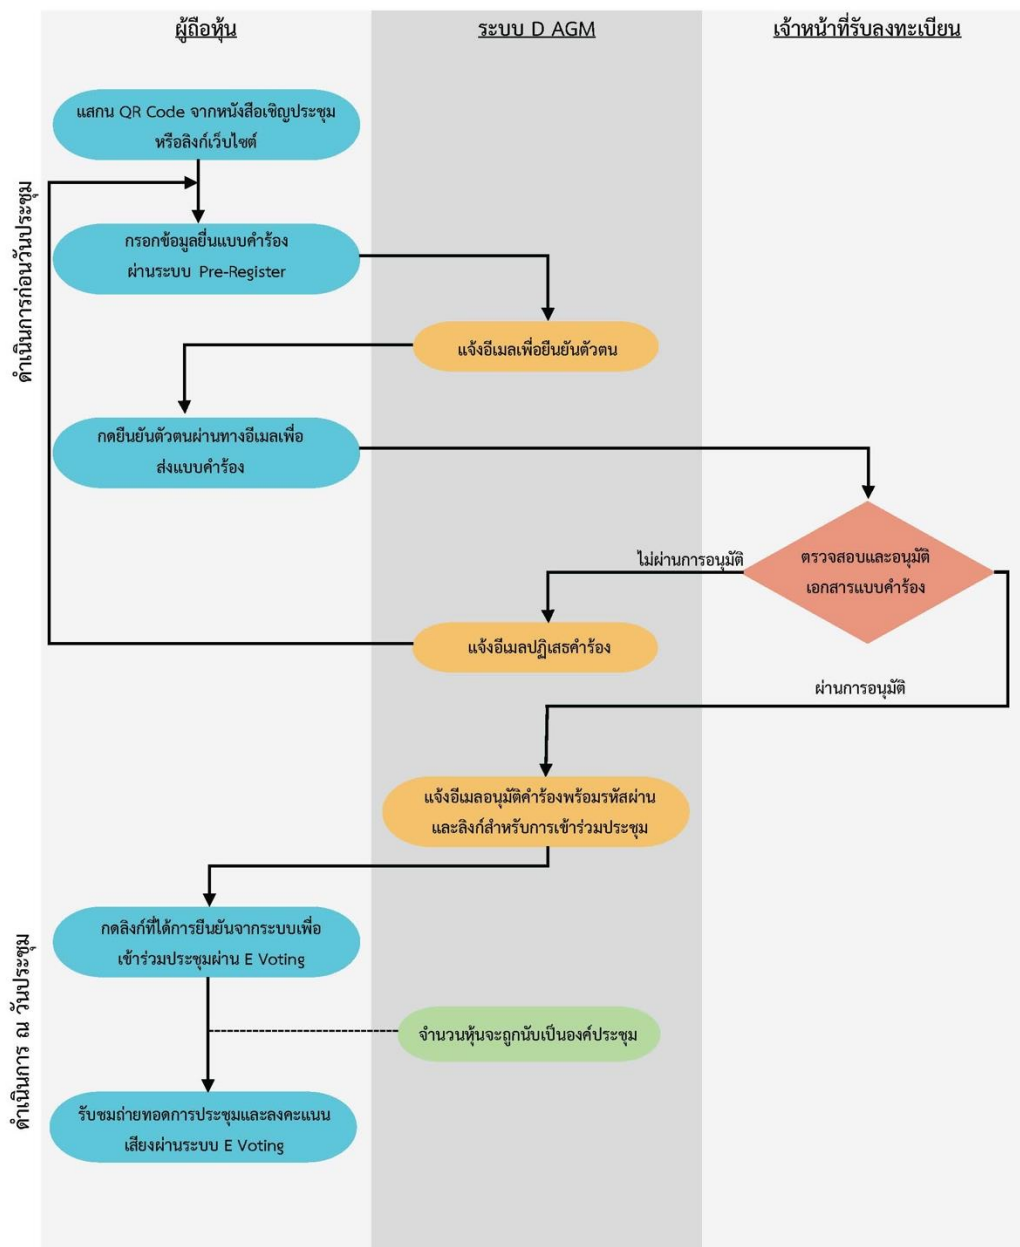 ผู้ถือหุ้น
ระบบ D AGM
เจ้าหน้าที่รับลงทะเบียน
ดำเนินการก่อนวันประชุม
แสกน QR Code จากหนังสือเชิญประชุม
หรือลิงก์เว็บไซต์
กรอกข้อมูลยื่นแบบคำร้อง
ผ่านระบบ Pre-Register
แจ้งอีเมลเพื่อยืนยันตัวตน
กดยืนยันตัวตนผ่านทางอีเมลเพื่อ
ส่งแบบคำร้อง
ตรวจสอบและอนุมัติ
เอกสารแบบคำร้อง
ไม่ผ่านการอนุมัติ
แจ้งอีเมลปฏิเสธคำร้อง
ผ่านการอนุมัติ
แจ้งอีเมลอนุมัติคำร้องพร้อมรหัสผ่าน
และลิงก์สำหรับการเข้าร่วมประชุม
ดำเนินการ ณ วันประชุม
กดลิงก์ที่ได้การยืนยันจากระบบเพื่อ
เข้าร่วมประชุมผ่าน E Voting
จำนวนหุ้นจะถูกนับเป็นองค์ประชุม
รับชมถ่ายทอดการประชุมและลงคะแนน
เสียงผ่านระบบ E Voting